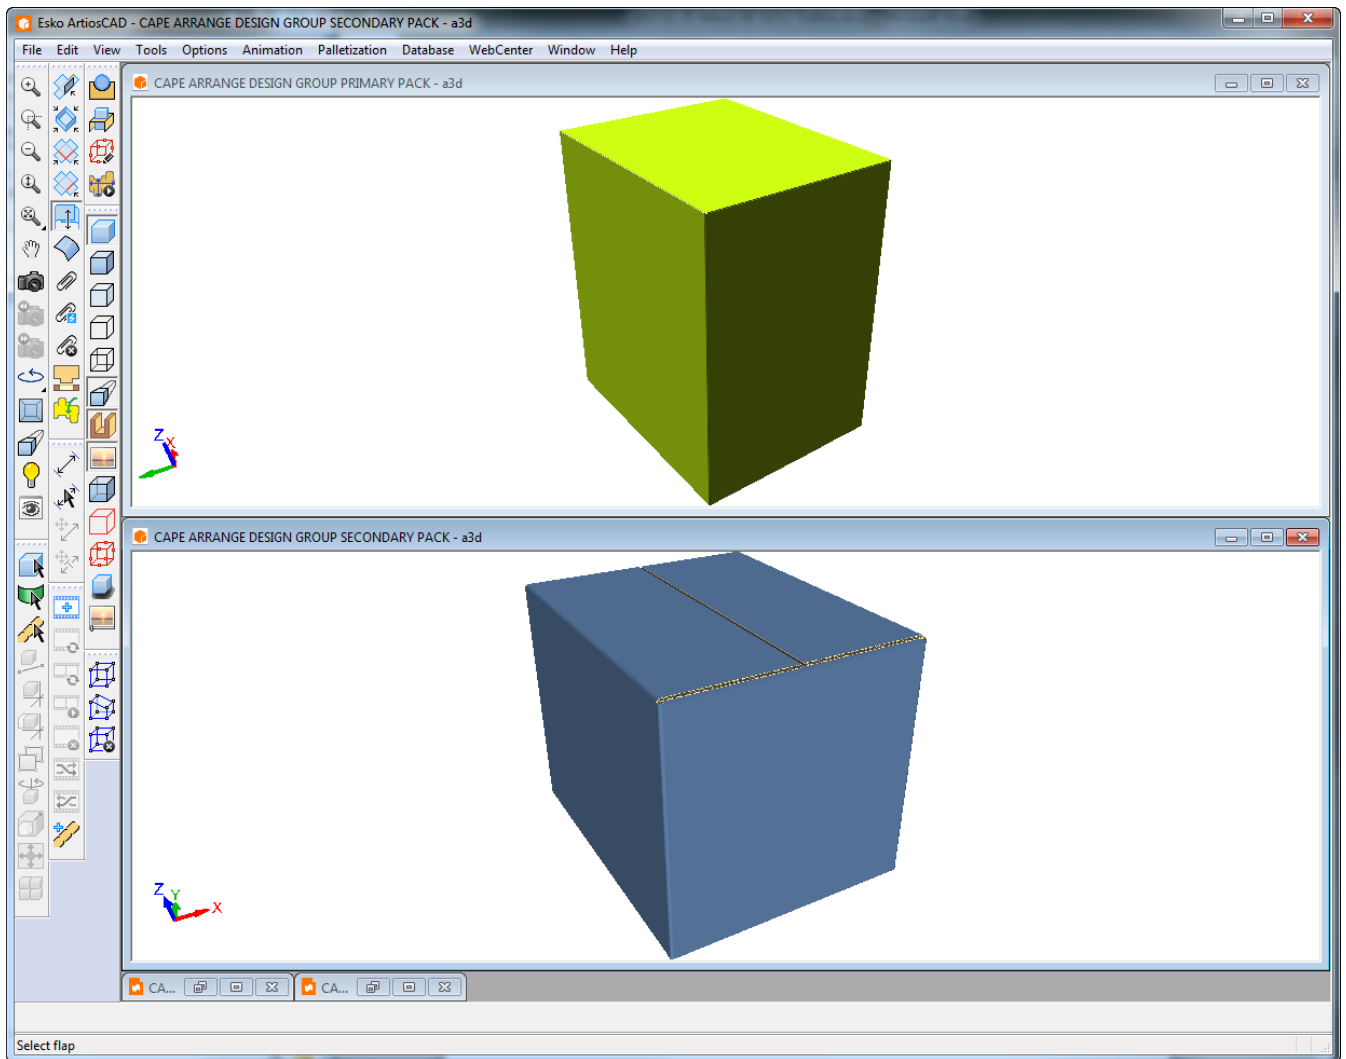 Esko ArtiosCAD - CAPE ARRANGE DESIGN GROUP SECONDARY PACK - a3d
File Edit View Tools Options Animation Palletization Database WebCenter Window Help
CAPE ARRANGE DESIGN GROUP PRIMARY PACK - a3d
Z X
CAPE ARRANGE DESIGN GROUP SECONDARY PACK - a3d
Z Y X
CA... CA...
Select flap